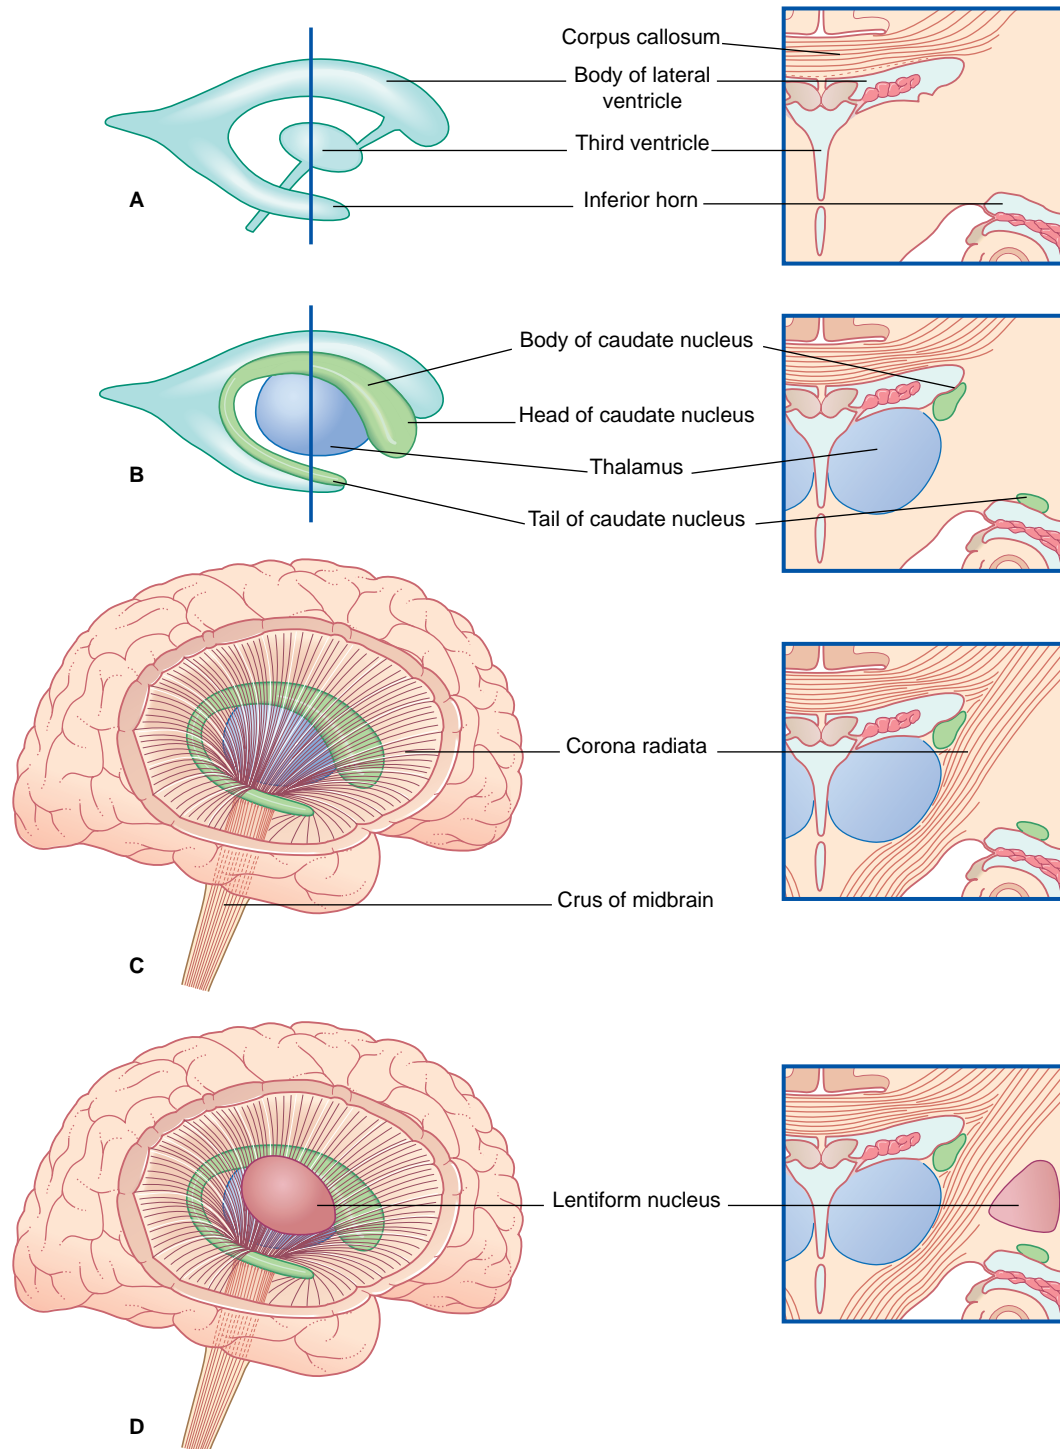 Corpus callosum
Body of lateral
ventricle
Third ventricle
A
Inferior horn
Body of caudate nucleus
Head of caudate nucleus
B
Thalamus
Tail of caudate nucleus
Corona radiata
Crus of midbrain
C
Lentiform nucleus
D